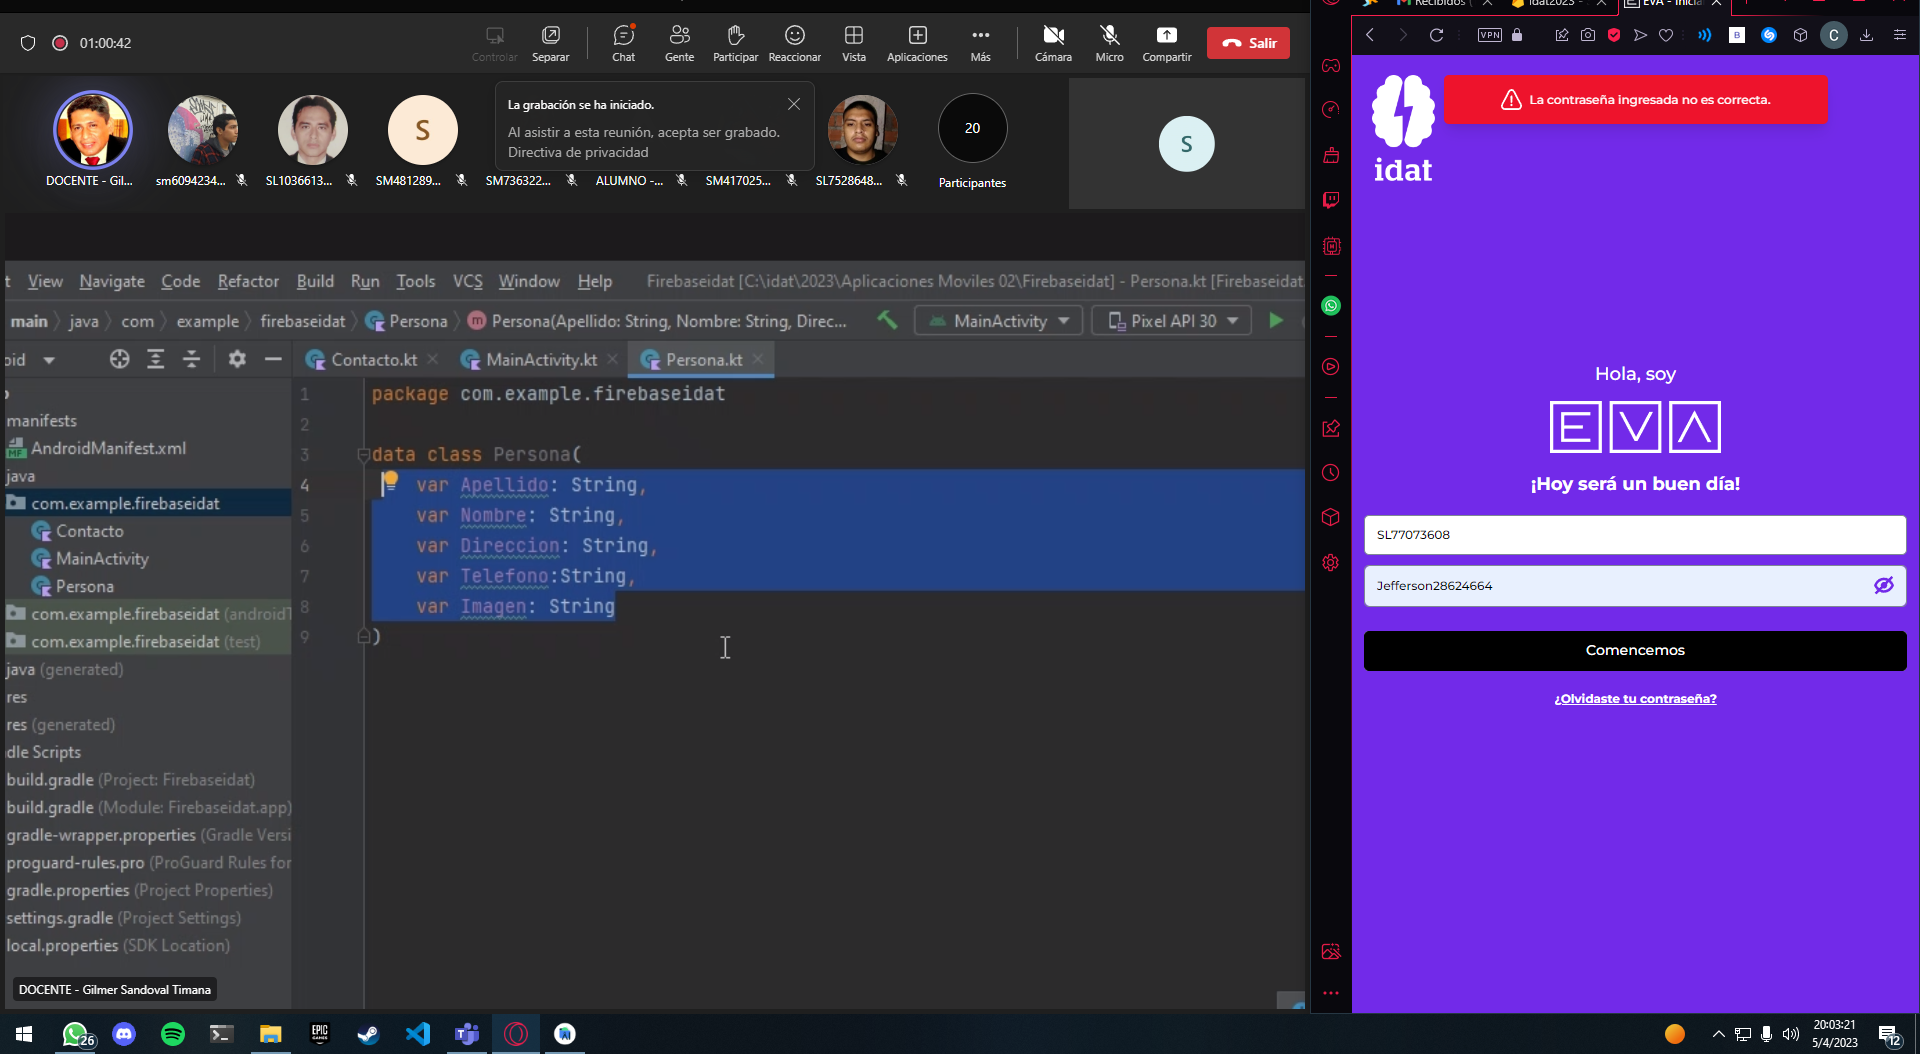 01:00:42
Controlar
Separar
Chat
Gente
Participar
Reaccionar
Vista
Aplicaciones
Más
Cámara
Micro
Compartir
Salir
La grabación se ha iniciado.
Al asistir a esta reunión, acepta ser grabado.
Directiva de privacidad
S
20
S
DOCENTE - Gil...
sm6094234...
SL1036613...
SM481289...
SM736322...
ALUMNO -...
SM417025...
SL7528648...
Participantes
t View Navigate Code Refactor Build Run Tools VCS Window Help Firebaseidat [C:\idat\2023\Aplicaciones Moviles 02\Firebaseidat] - Persona.kt [Firebaseidat.
main java com example firebaseidat Persona Persona(Apellido: String, Nombre: String, Direc... MainActivity Pixel API 30
oid
Contacto.kt MainActivity.kt Persona.kt
manifests
AndroidManifest.xml
java
com.example.firebaseidat
Contacto
MainActivity
Persona
com.example.firebaseidat (androidT
com.example.firebaseidat (test)
java (generated)
res
res (generated)
dle Scripts
build.gradle (Project: Firebaseidat)
build.gradle (Module: Firebaseidat.app)
gradle-wrapper.properties (Gradle Versi
proguard-rules.pro (ProGuard Rules for
gradle.properties (Project Properties)
settings.gradle (Project Settings)
local.properties (SDK Location)
1 package com.example.firebaseidat
2
3 data class Persona(
4 var Apellido: String,
5 var Nombre: String,
6 var Direccion: String,
7 var Telefono:String,
8 var Imagen: String
9 )
DOCENTE - Gilmer Sandoval Timana
Recibidos (
idat2023 -
EVA - Inicia
VPN
B
C
idat
La contraseña ingresada no es correcta.
Hola, soy
EVA
¡Hoy será un buen día!
SL77073608
Jefferson28624664
Comencemos
¿Olvidaste tu contraseña?
26
EPIC
GAMES
20:03:21
5/4/2023
12